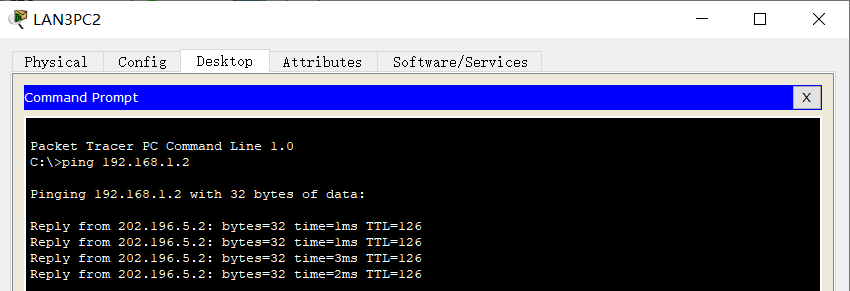 LAN3PC2
Physical Config Desktop Attributes Software/Services
Command Prompt X
Packet Tracer PC Command Line 1.0
C:\>ping 192.168.1.2
Pinging 192.168.1.2 with 32 bytes of data:
Reply from 202.196.5.2: bytes=32 time=1ms TTL=126
Reply from 202.196.5.2: bytes=32 time=1ms TTL=126
Reply from 202.196.5.2: bytes=32 time=3ms TTL=126
Reply from 202.196.5.2: bytes=32 time=2ms TTL=126